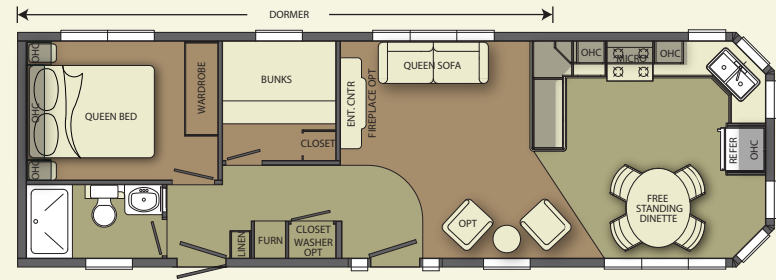 DORMER
OHC
OHC
OHC
QUEEN BED
WARDROBE
BUNKS
CLOSET
ENT. CNTR
FIREPLACE OPT
QUEEN SOFA
OHC
MICRO
OHC
REFER
OHC
FREE
STANDING
DINETTE
OPT
LINEN
FURN
CLOSET
WASHER
OPT